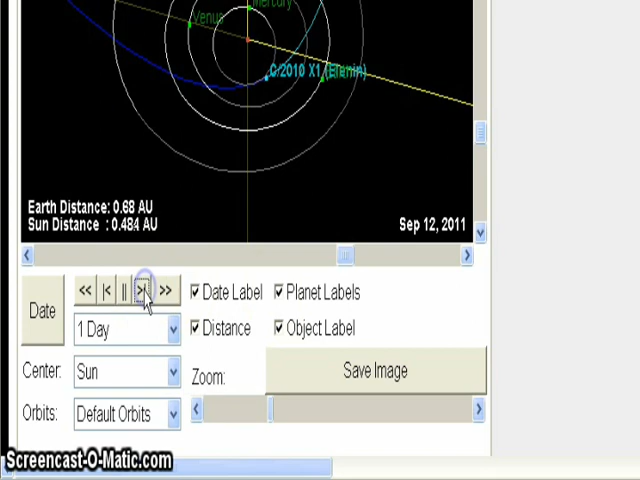 Mercury
Venus
C/2010 X1 (Elenin)
Earth Distance: 0.68 AU
Sun Distance : 0.484 AU
Sep 12, 2011
Date
<<
|<
||
>|
>>
Date Label
Planet Labels
1 Day
Distance
Object Label
Center:
Sun
Zoom:
Save Image
Orbits:
Default Orbits
Screencast-O-Matic.com